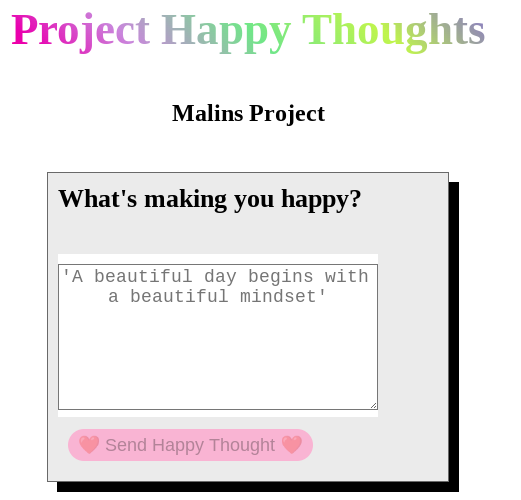 Project Happy Thoughts
Malins Project
What's making you happy?
'A beautiful day begins with
a beautiful mindset'
❤️ Send Happy Thought ❤️